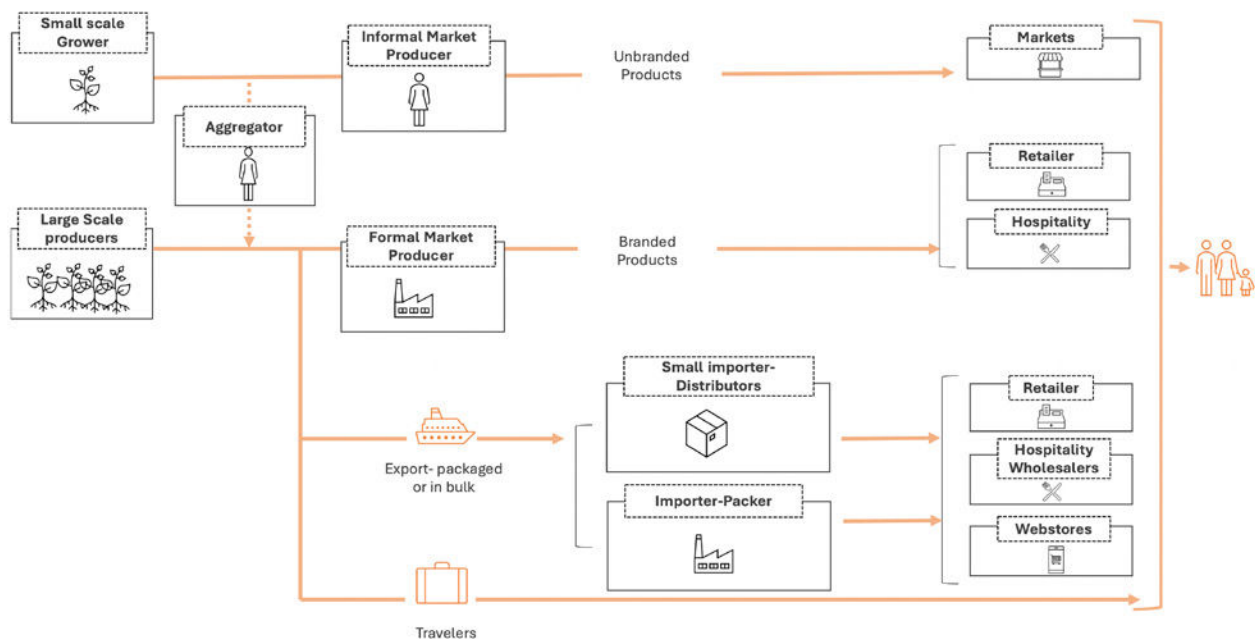 Small scale
Grower
Informal Market
Producer
Unbranded
Products
Markets
Aggregator
Retailer
Large Scale
producers
Formal Market
Producer
Branded
Products
Hospitality
Small importer-
Distributors
Retailer
Export- packaged
or in bulk
Hospitality
Wholesalers
Importer-Packer
Webstores
Travelers